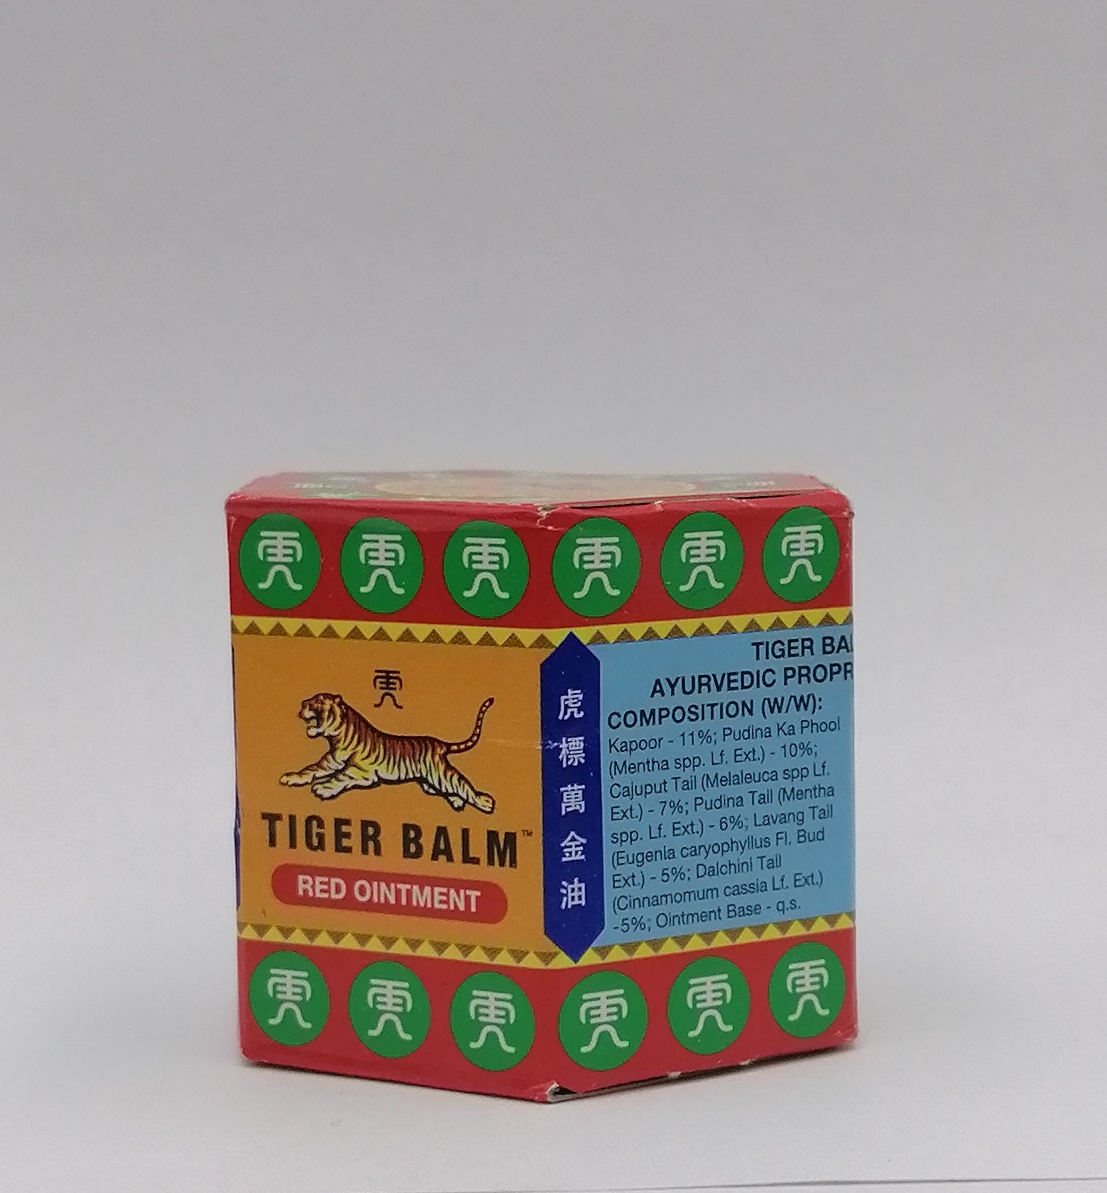 TIGER BALM™
RED OINTMENT
虎標萬金油
TIGER BAL
AYURVEDIC PROPR
COMPOSITION (W/W):
Kapoor - 11%; Pudina Ka Phool
(Mentha spp. Lf. Ext.) - 10%;
Cajuput Tail (Melaleuca spp Lf.
Ext.) - 7%; Pudina Tail (Mentha
spp. Lf. Ext.) - 6%; Lavang Tail
(Eugenia caryophyllus Fl. Bud
Ext.) - 5%; Dalchini Tail
(Cinnamomum cassia Lf. Ext.)
-5%; Ointment Base - q.s.